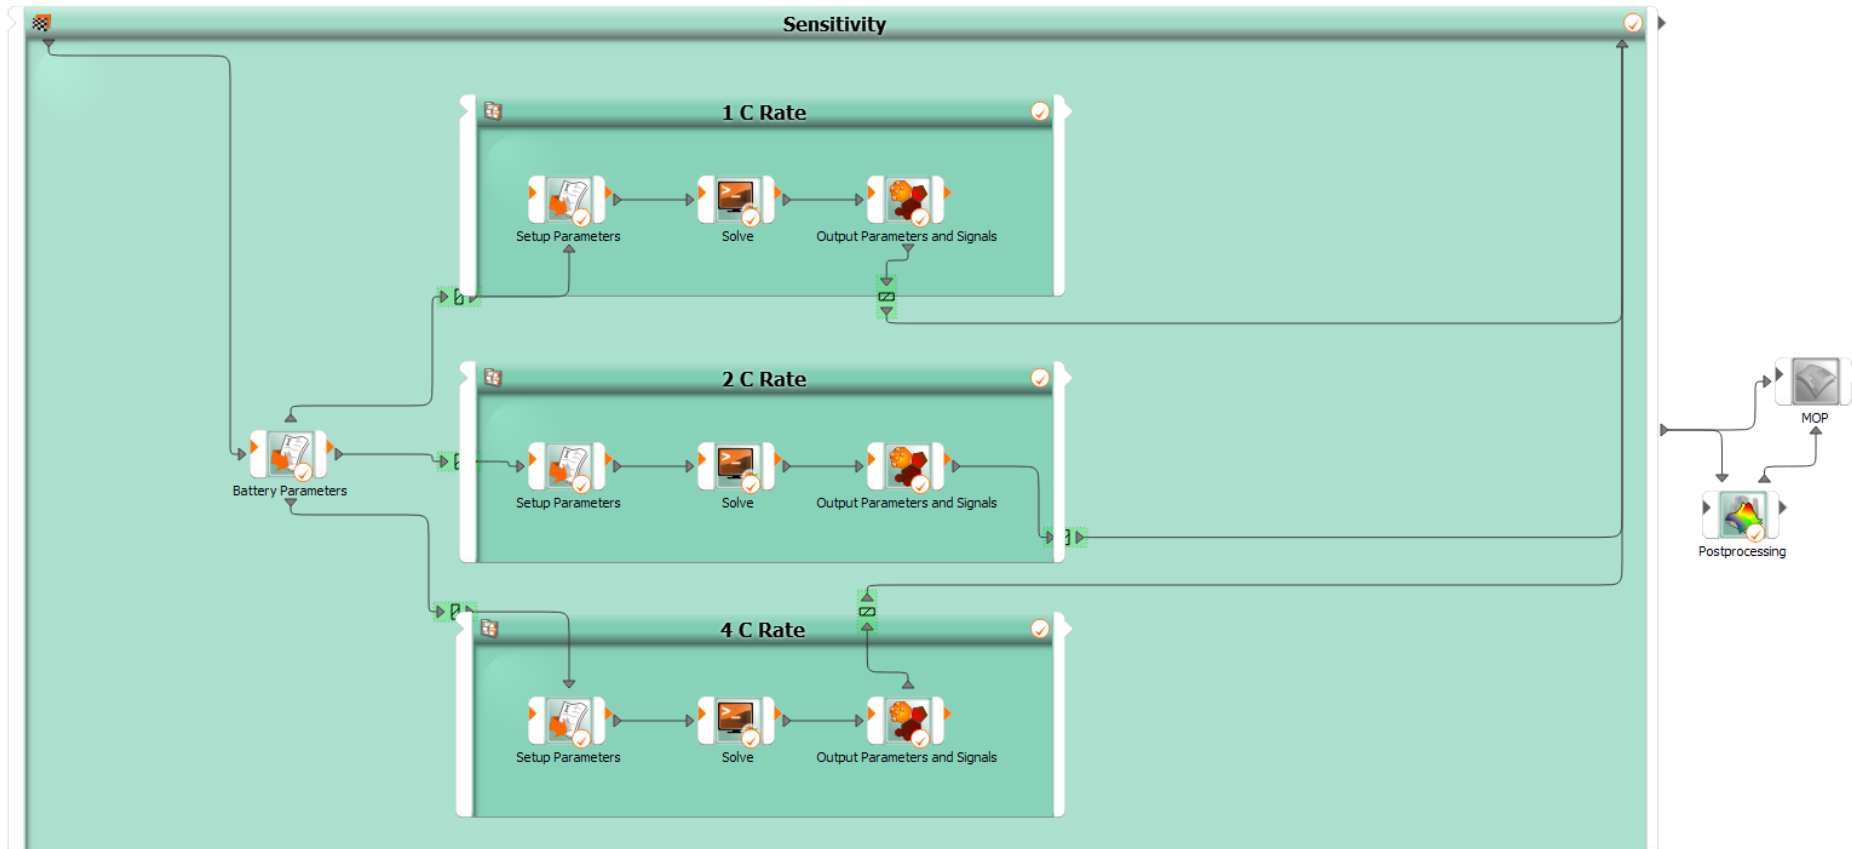 Sensitivity
1 C Rate
Setup Parameters
Solve
Output Parameters and Signals
2 C Rate
Battery Parameters
Setup Parameters
Solve
Output Parameters and Signals
MOP
Postprocessing
4 C Rate
Setup Parameters
Solve
Output Parameters and Signals